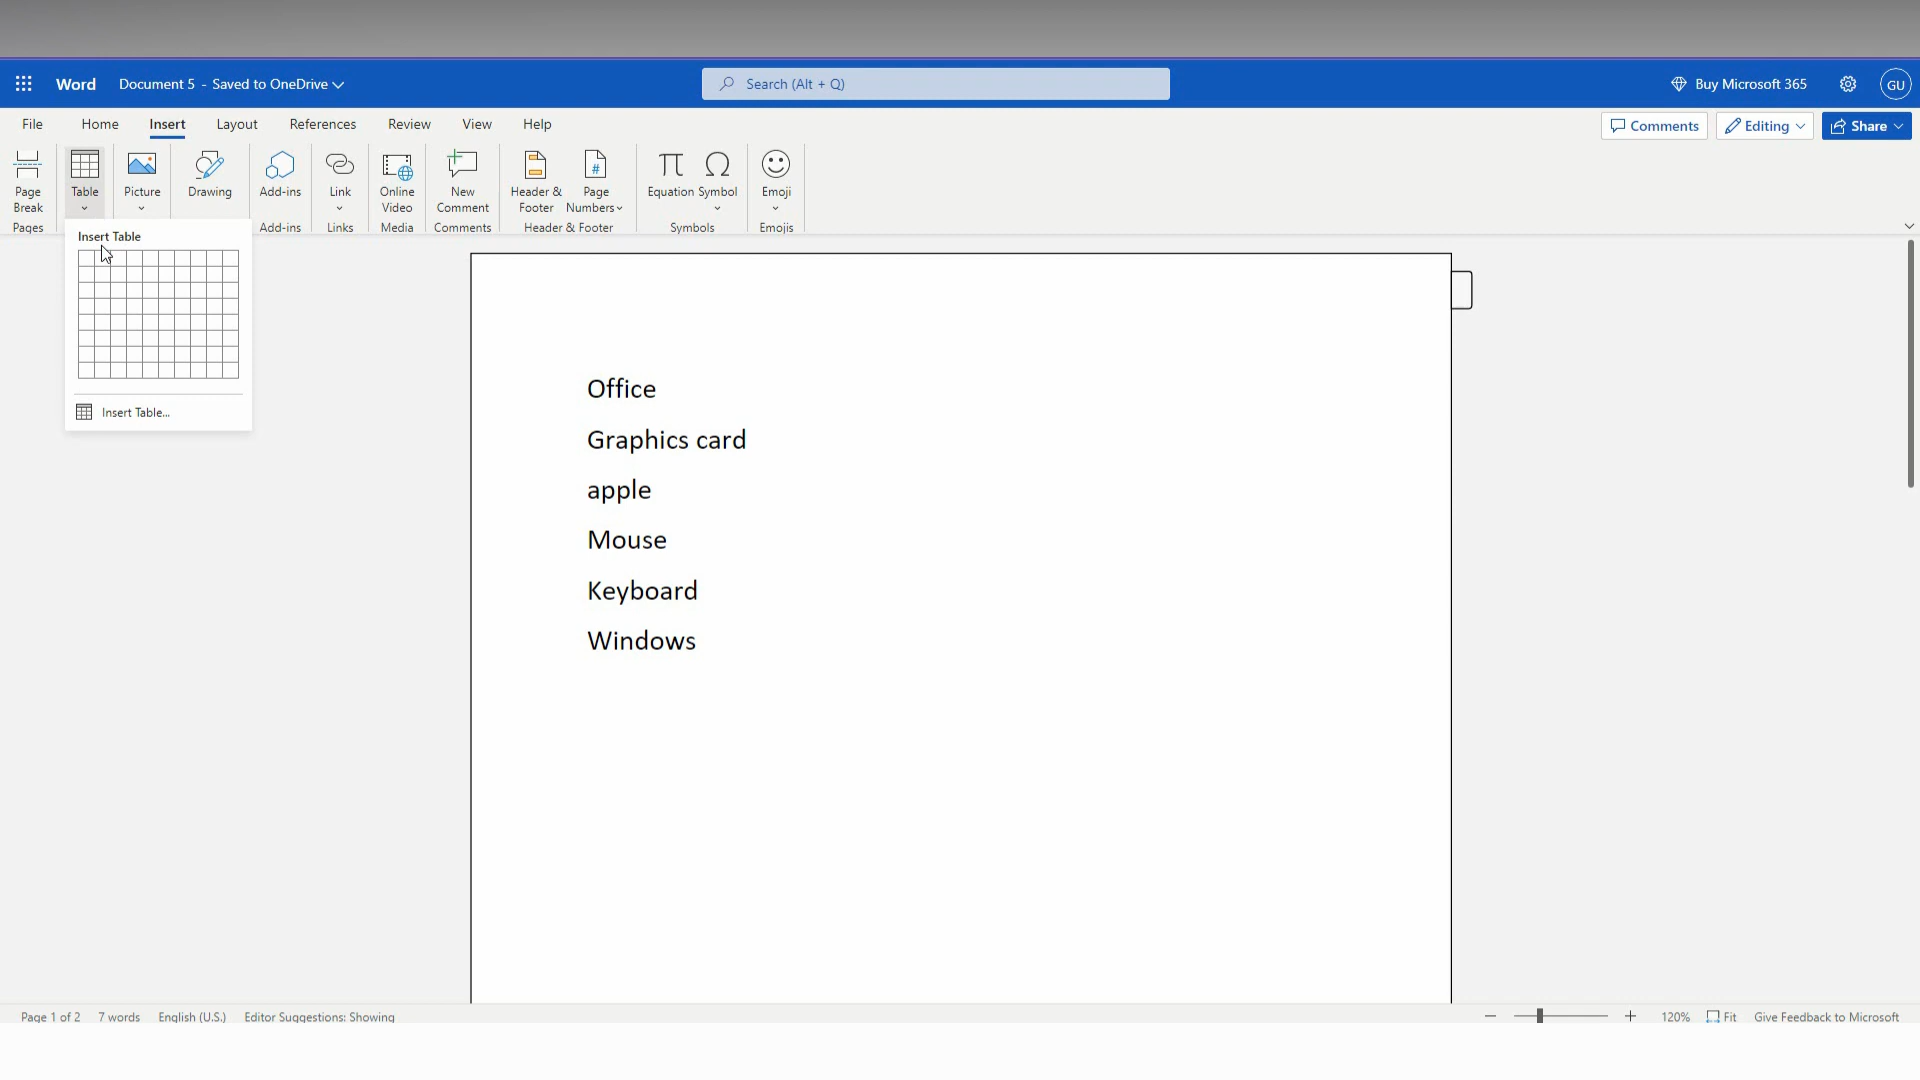 Word Document 5 - Saved to OneDrive Search (Alt + Q) Buy Microsoft 365 GU
File Home Insert Layout References Review View Help Comments Editing Share
Page Break
Table
Picture
Drawing
Add-ins
Link
Online Video
New Comment
Header & Footer
Page Numbers
Equation
Symbol
Emoji
Pages Add-ins Links Media Comments Header & Footer Symbols Emojis
Insert Table
Insert Table...
Office
Graphics card
apple
Mouse
Keyboard
Windows
Page 1 of 2 7 words English (U.S.) Editor Suggestions: Showing 120% Fit Give Feedback to Microsoft